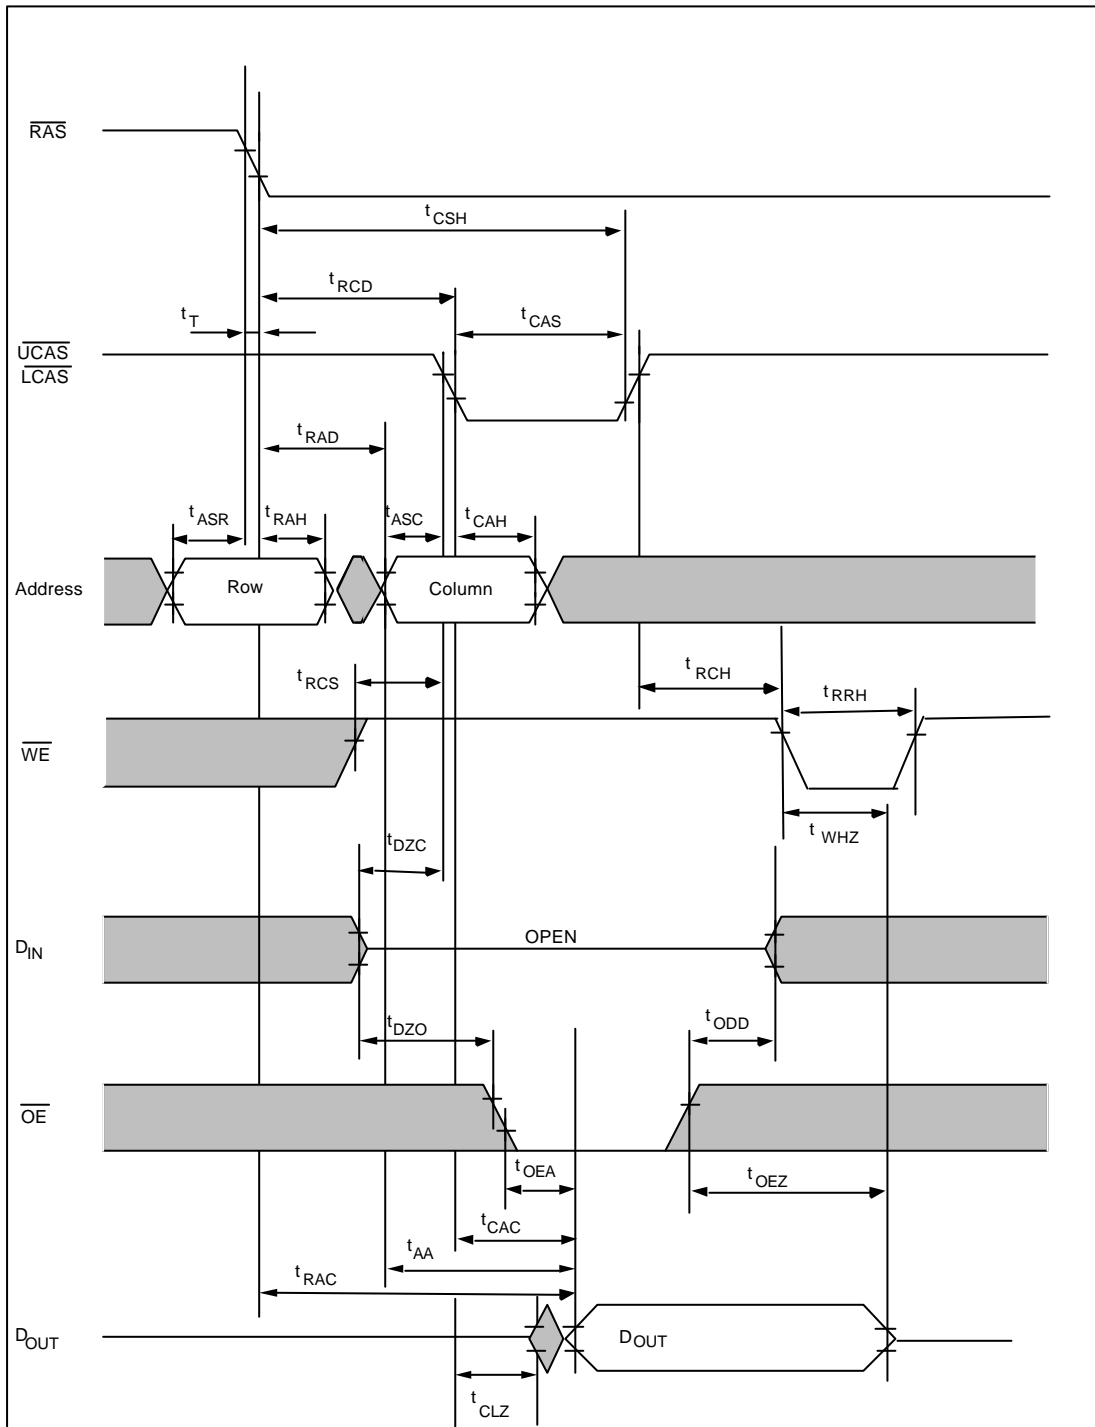 RAS
tCSH
tRCD
tT
tCAS
UCAS
LCAS
tRAD
tASR
tRAH
tASC
tCAH
Address
Row
Column
tRCS
tRCH
tRRH
WE
tWHZ
tDZC
DIN
OPEN
tDZO
tODD
OE
tOEA
tOEZ
tCAC
tAA
tRAC
DOUT
DOUT
tCLZ